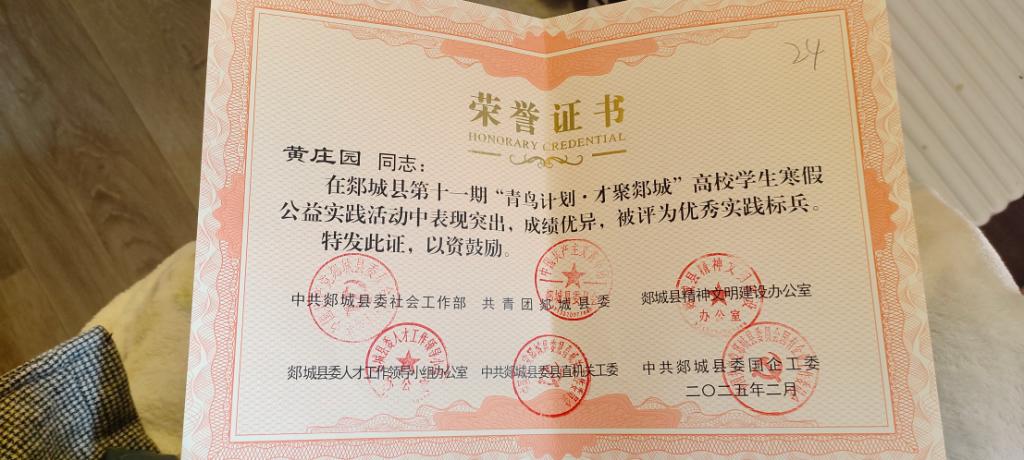 24
荣誉证书
HONORARY CREDENTIAL
黄庄园 同志：
在郯城县第十一期“青鸟计划·才聚郯城”高校学生寒假
公益实践活动中表现突出，成绩优异，被评为优秀实践标兵。
特发此证，以资鼓励。
中共郯城县委社会工作部 共青团郯城县委 郯城县精神文明建设办公室
郯城县委人才工作领导小组办公室 中共郯城县委县直机关工委 中共郯城县委国企工委
二〇二五年二月
办公室